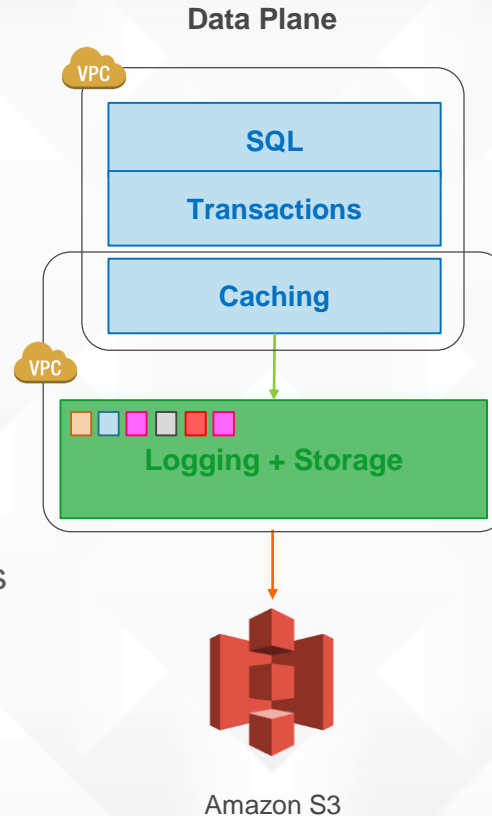 Data Plane
VPC
SQL
Transactions
Caching
VPC
Logging + Storage
s
Amazon S3